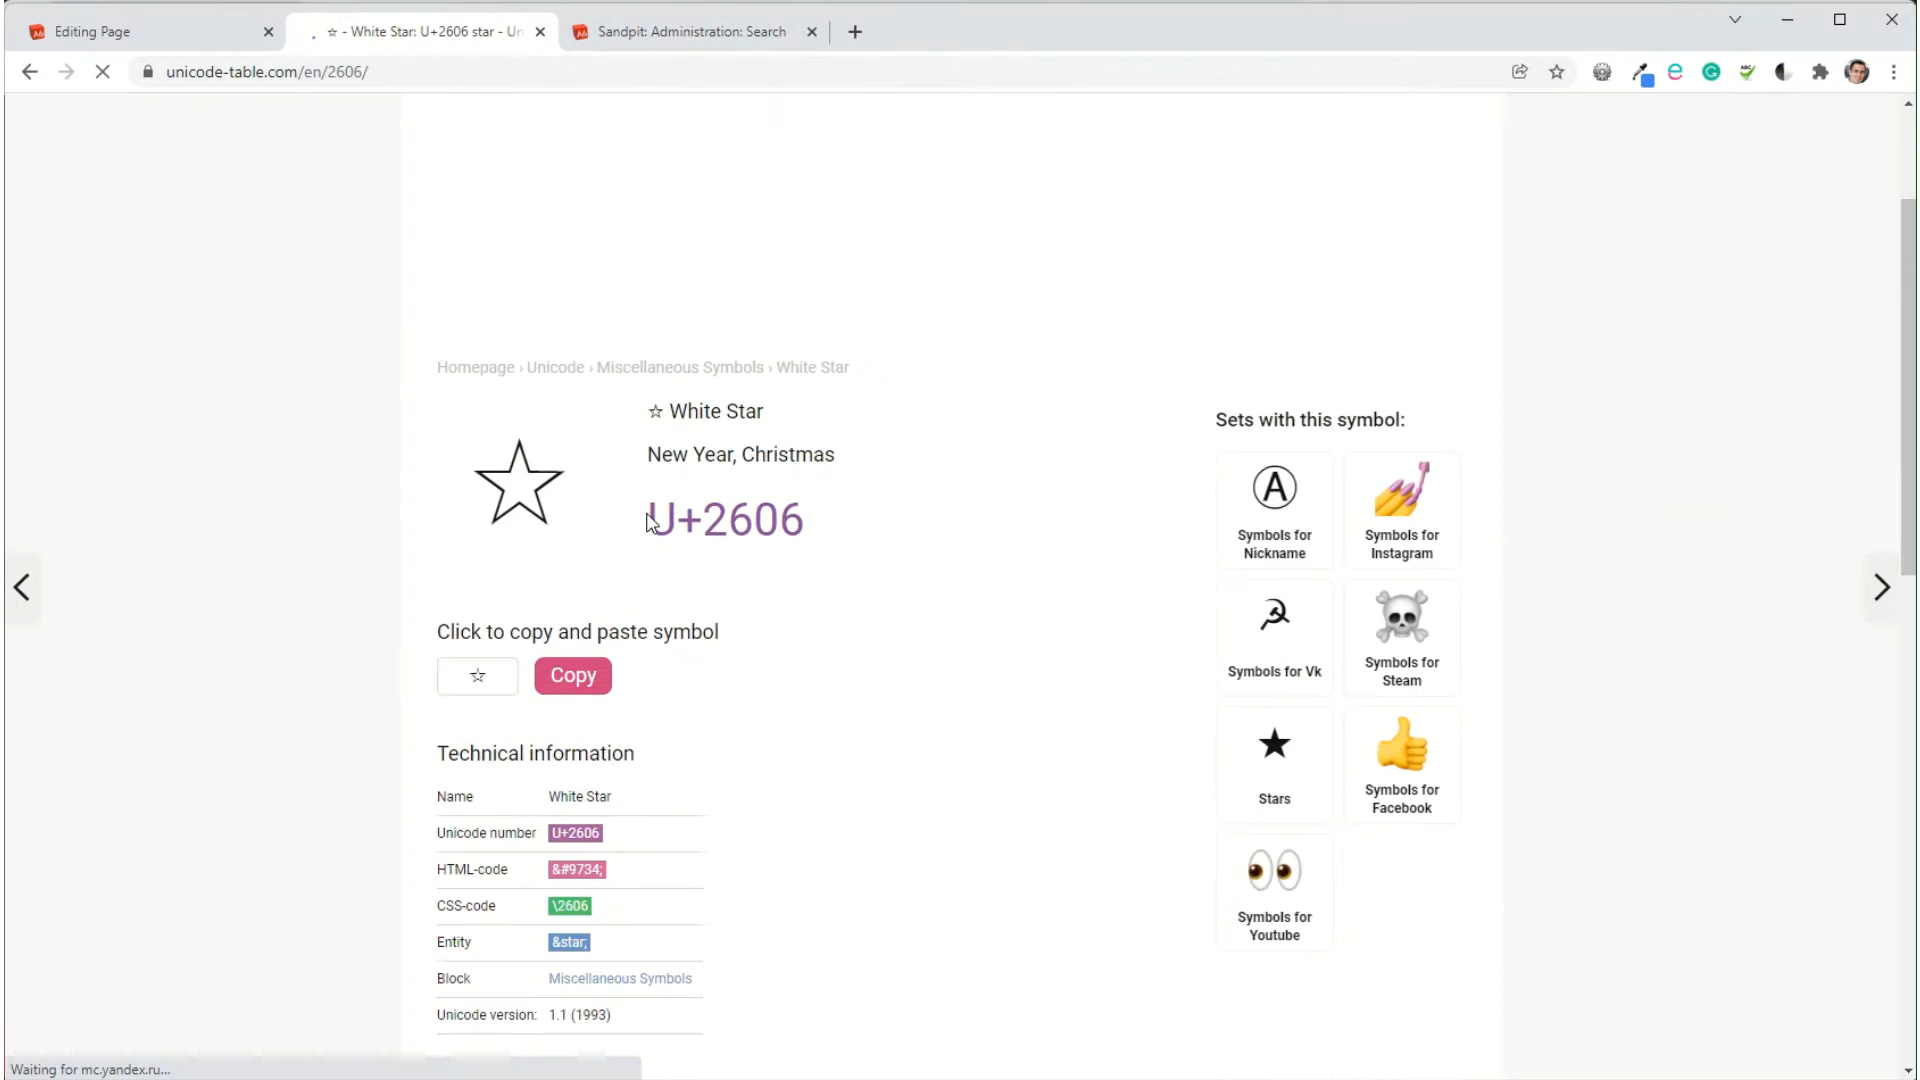 Editing Page
☆ - White Star: U+2606 star - Un
Sandpit: Administration: Search
unicode-table.com/en/2606/
Homepage › Unicode › Miscellaneous Symbols › White Star
☆ White Star
New Year, Christmas
U+2606
Click to copy and paste symbol
☆
Copy
Technical information
Name White Star
Unicode number U+2606
HTML-code &#9734;
CSS-code \2606
Entity &star;
Block Miscellaneous Symbols
Unicode version: 1.1 (1993)
Sets with this symbol:
Symbols for
Nickname
Symbols for
Instagram
Symbols for Vk
Symbols for
Steam
Stars
Symbols for
Facebook
Symbols for
Youtube
Waiting for mc.yandex.ru...